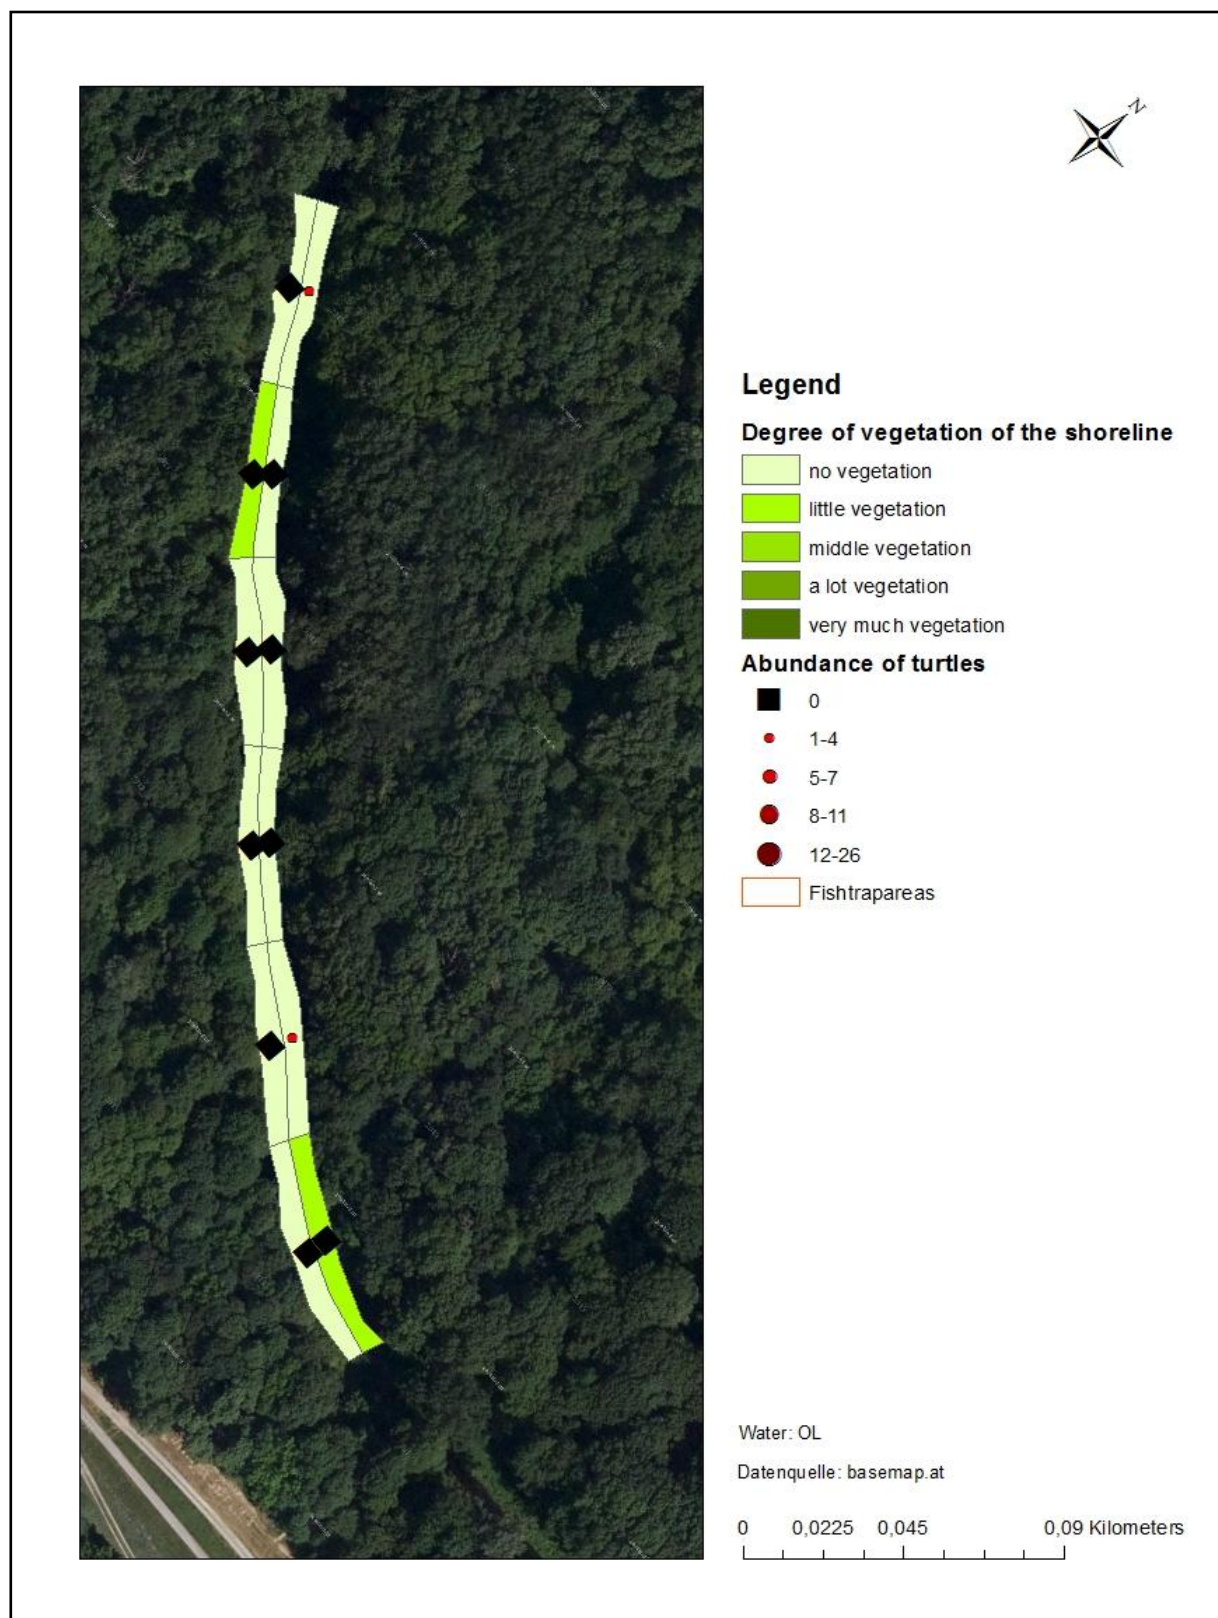 N
Legend
Degree of vegetation of the shoreline
no vegetation
little vegetation
middle vegetation
a lot vegetation
very much vegetation
Abundance of turtles
0
1-4
5-7
8-11
12-26
Fishtrapareas
Water: OL
Datenquelle: basemap.at
0 0,0225 0,045 0,09 Kilometers